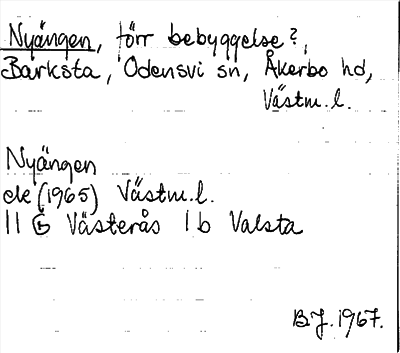 Nyängen, förr bebyggelse?,
Barksta, Odensvi sn, Åkerbo hd,
Västm. l.
Nyängen
ek (1965) Västm. l.
11 G Västerås 1 b Valsta
B J. 1967.